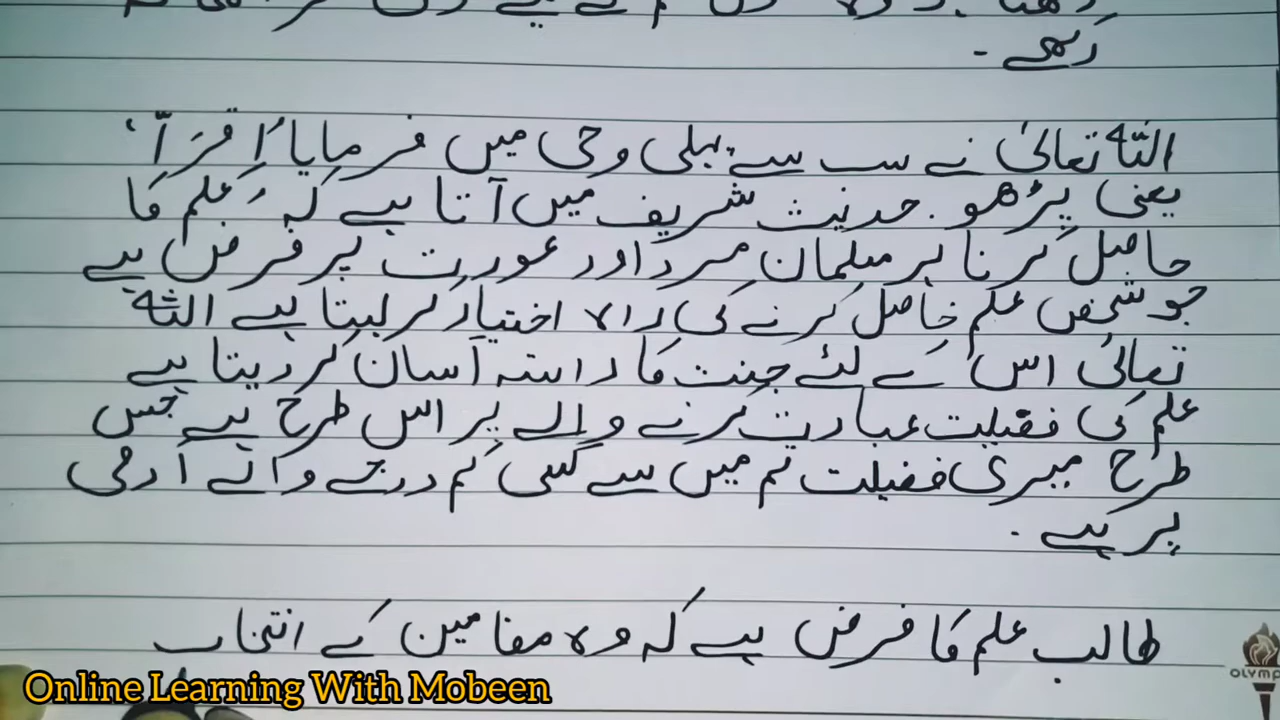 رکھے ۔
اللہ تعالیٰ نے سب سے پہلی وحی میں فرمایا ُاِقرَاّ،
یعنی پڑھو . حدیث شریف میں آتا ہے کہ ُ علم کا
حاصل کرنا ہر مسلمان مرد اور عورت پر فرض ہے
جو شخص علم حاصل کرنے کی راہ اختیار کر لیتا ہے اللہ
تعالیٰ اس کے لئے جنت کا راستہ آسان کر دیتا ہے
علم کی فضیلت عبادت کرنے والے پر اس طرح ہے جس
طرح میری فضیلت تم میں سے کسی کم درجے والے آدمی
پر ہے .
طالب علم کا فرض ہے کہ وہ مضامین کے انتخاب
Online Learning With Mobeen